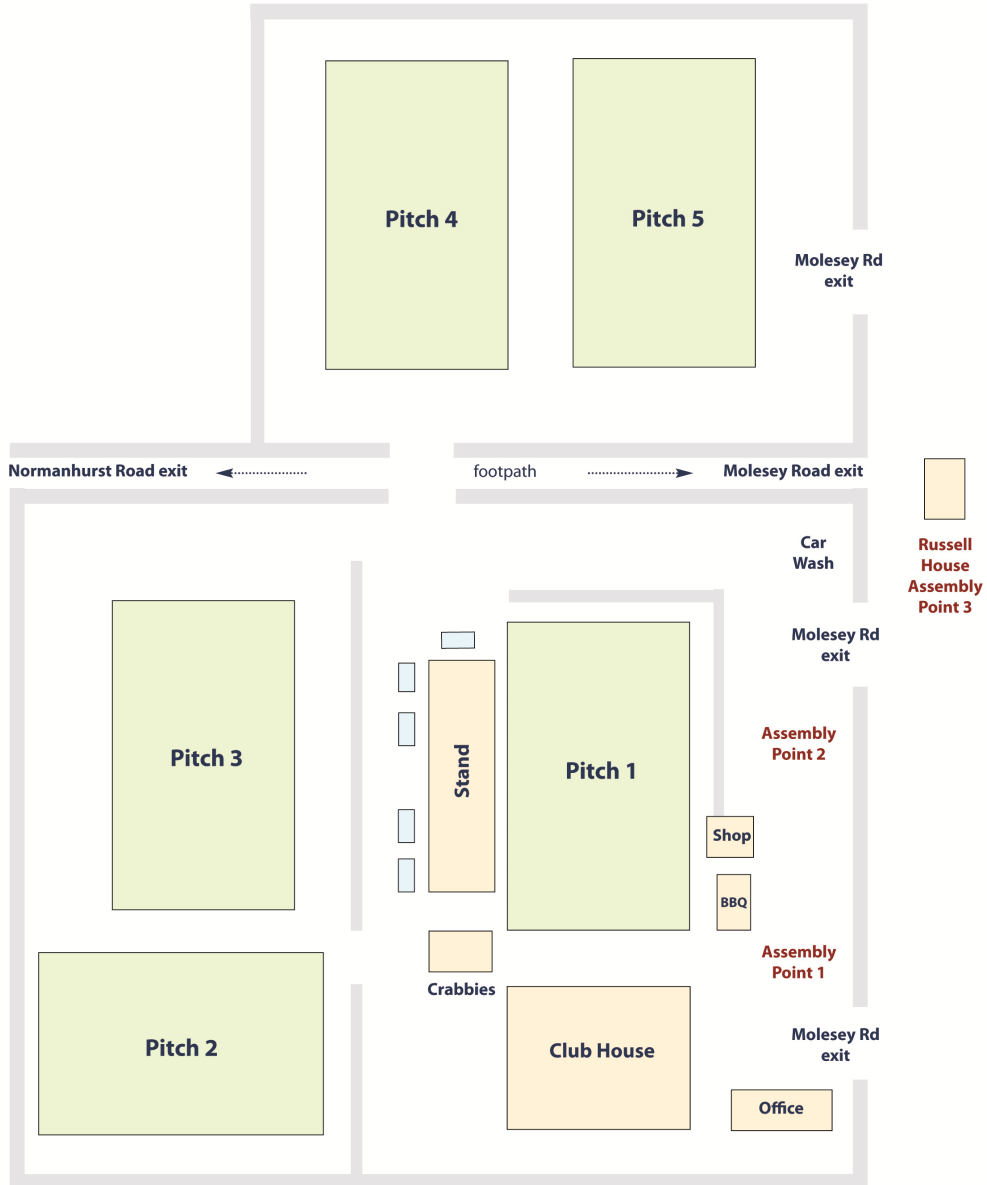 Pitch 4
Pitch 5
Molesey Rd
exit
Normanhurst Road exit
footpath
Molesey Road exit
Car
Wash
Russell
House
Assembly
Point 3
Molesey Rd
exit
Assembly
Point 2
Pitch 3
Stand
Pitch 1
Shop
BBQ
Assembly
Point 1
Crabbies
Pitch 2
Club House
Molesey Rd
exit
Office